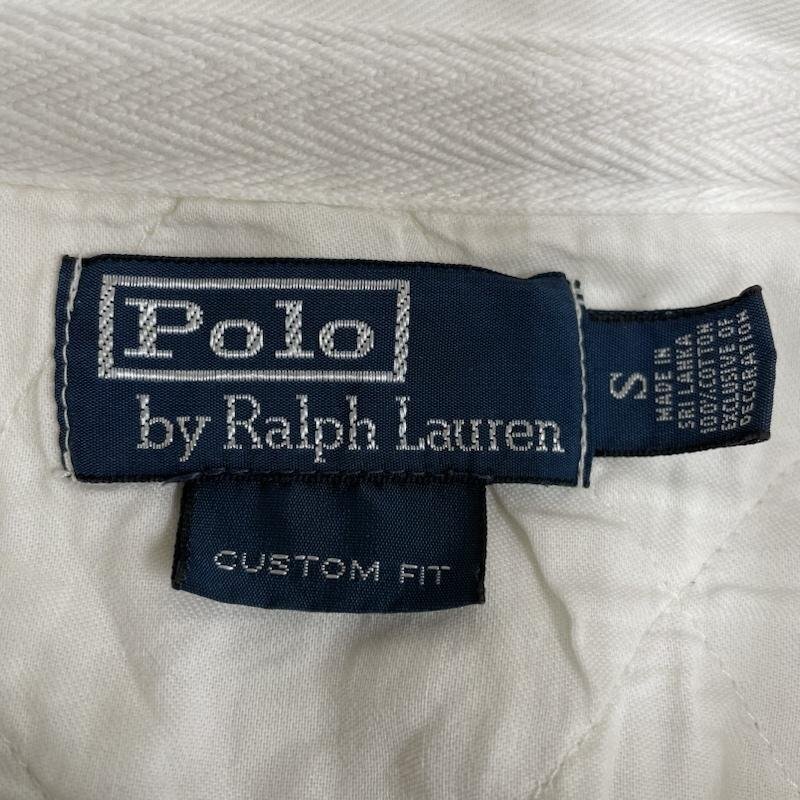 Polo
by Ralph Lauren
CUSTOM FIT
S
MADE IN
SRI LANKA
100% COTTON
EXCLUSIVE OF
DECORATION